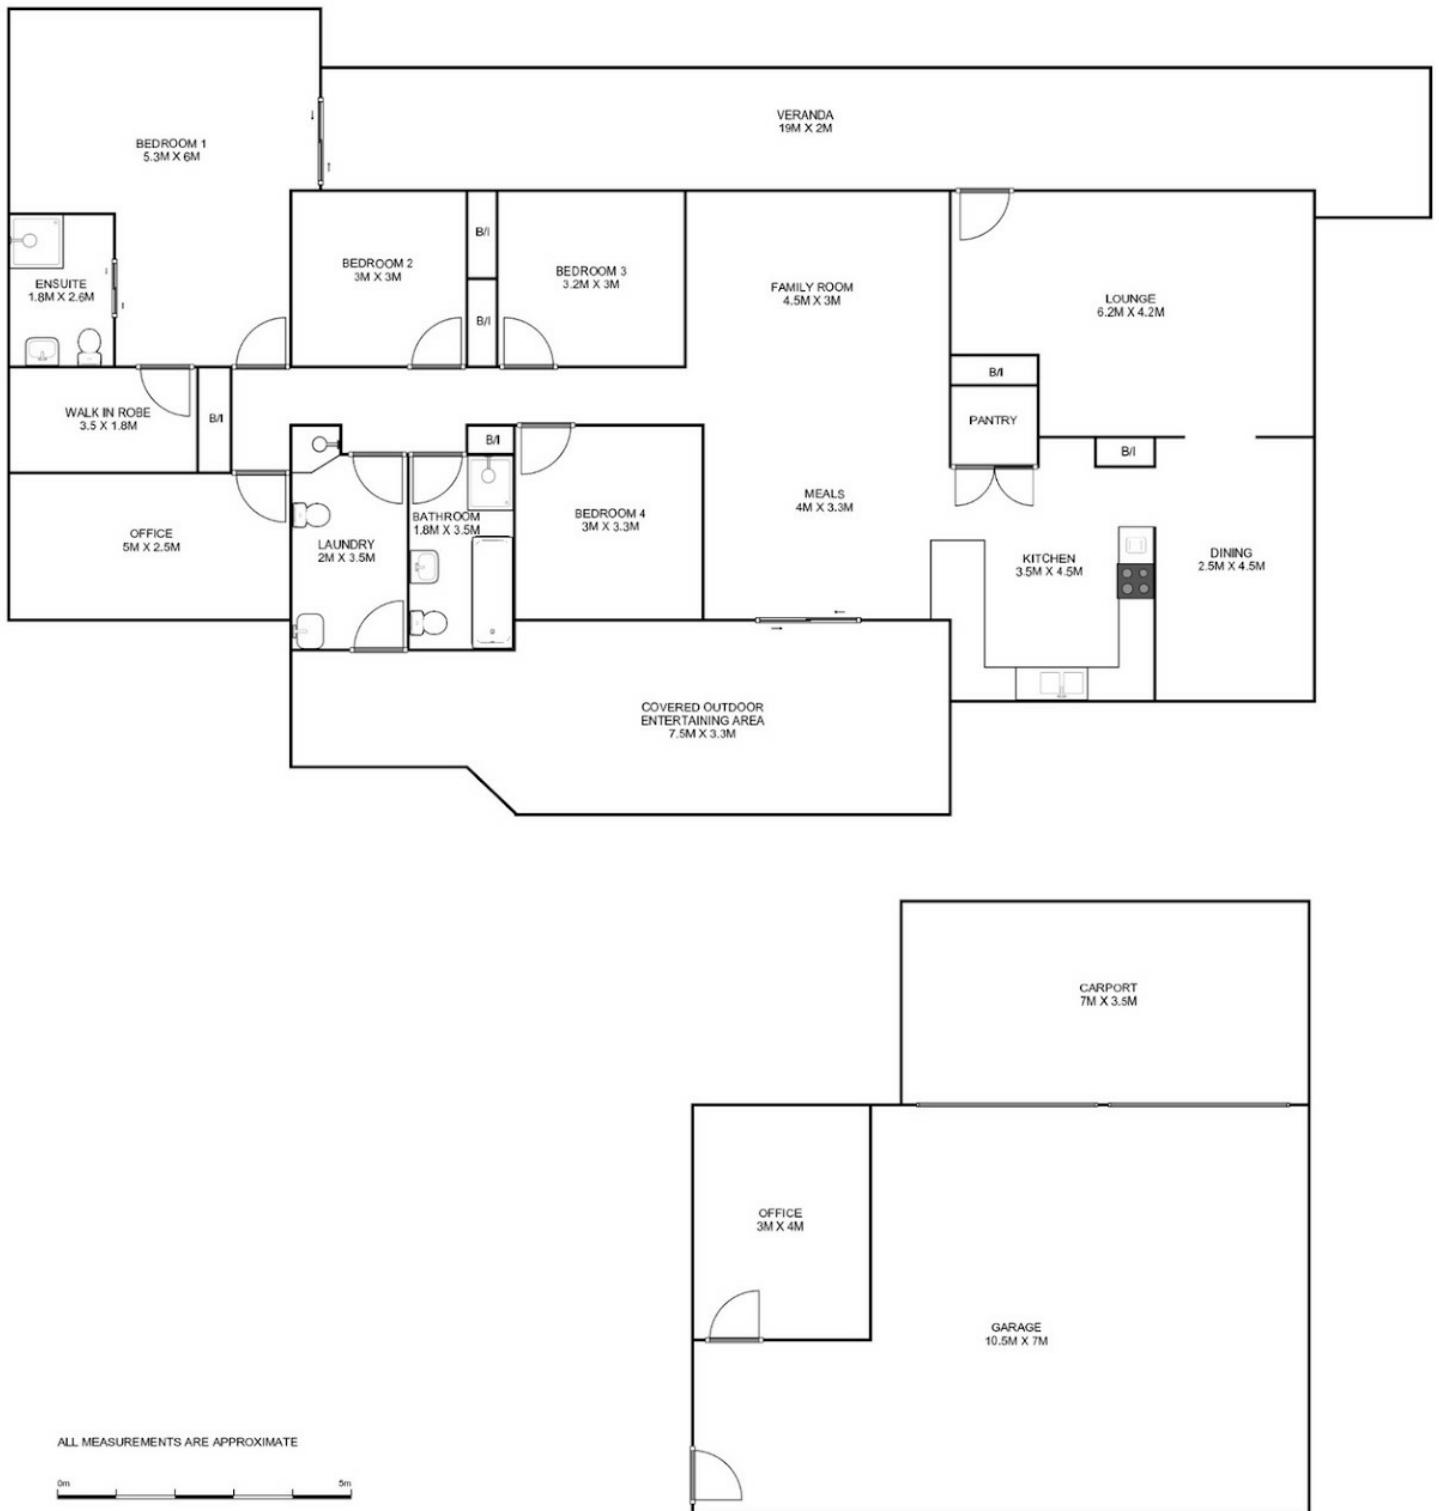 VERANDA
19M X 2M
BEDROOM 1
5.3M X 6M
BEDROOM 2
3M X 3M
B/I
B/I
BEDROOM 3
3.2M X 3M
FAMILY ROOM
4.5M X 3M
LOUNGE
6.2M X 4.2M
ENSUITE
1.8M X 2.6M
B/I
PANTRY
WALK IN ROBE
3.5 X 1.8M
B/I
B/I
B/I
MEALS
4M X 3.3M
OFFICE
5M X 2.5M
LAUNDRY
2M X 3.5M
BATHROOM
1.8M X 3.5M
BEDROOM 4
3M X 3.3M
KITCHEN
3.5M X 4.5M
DINING
2.5M X 4.5M
COVERED OUTDOOR
ENTERTAINING AREA
7.5M X 3.3M
CARPORT
7M X 3.5M
OFFICE
3M X 4M
GARAGE
10.5M X 7M
ALL MEASUREMENTS ARE APPROXIMATE
0m
5m